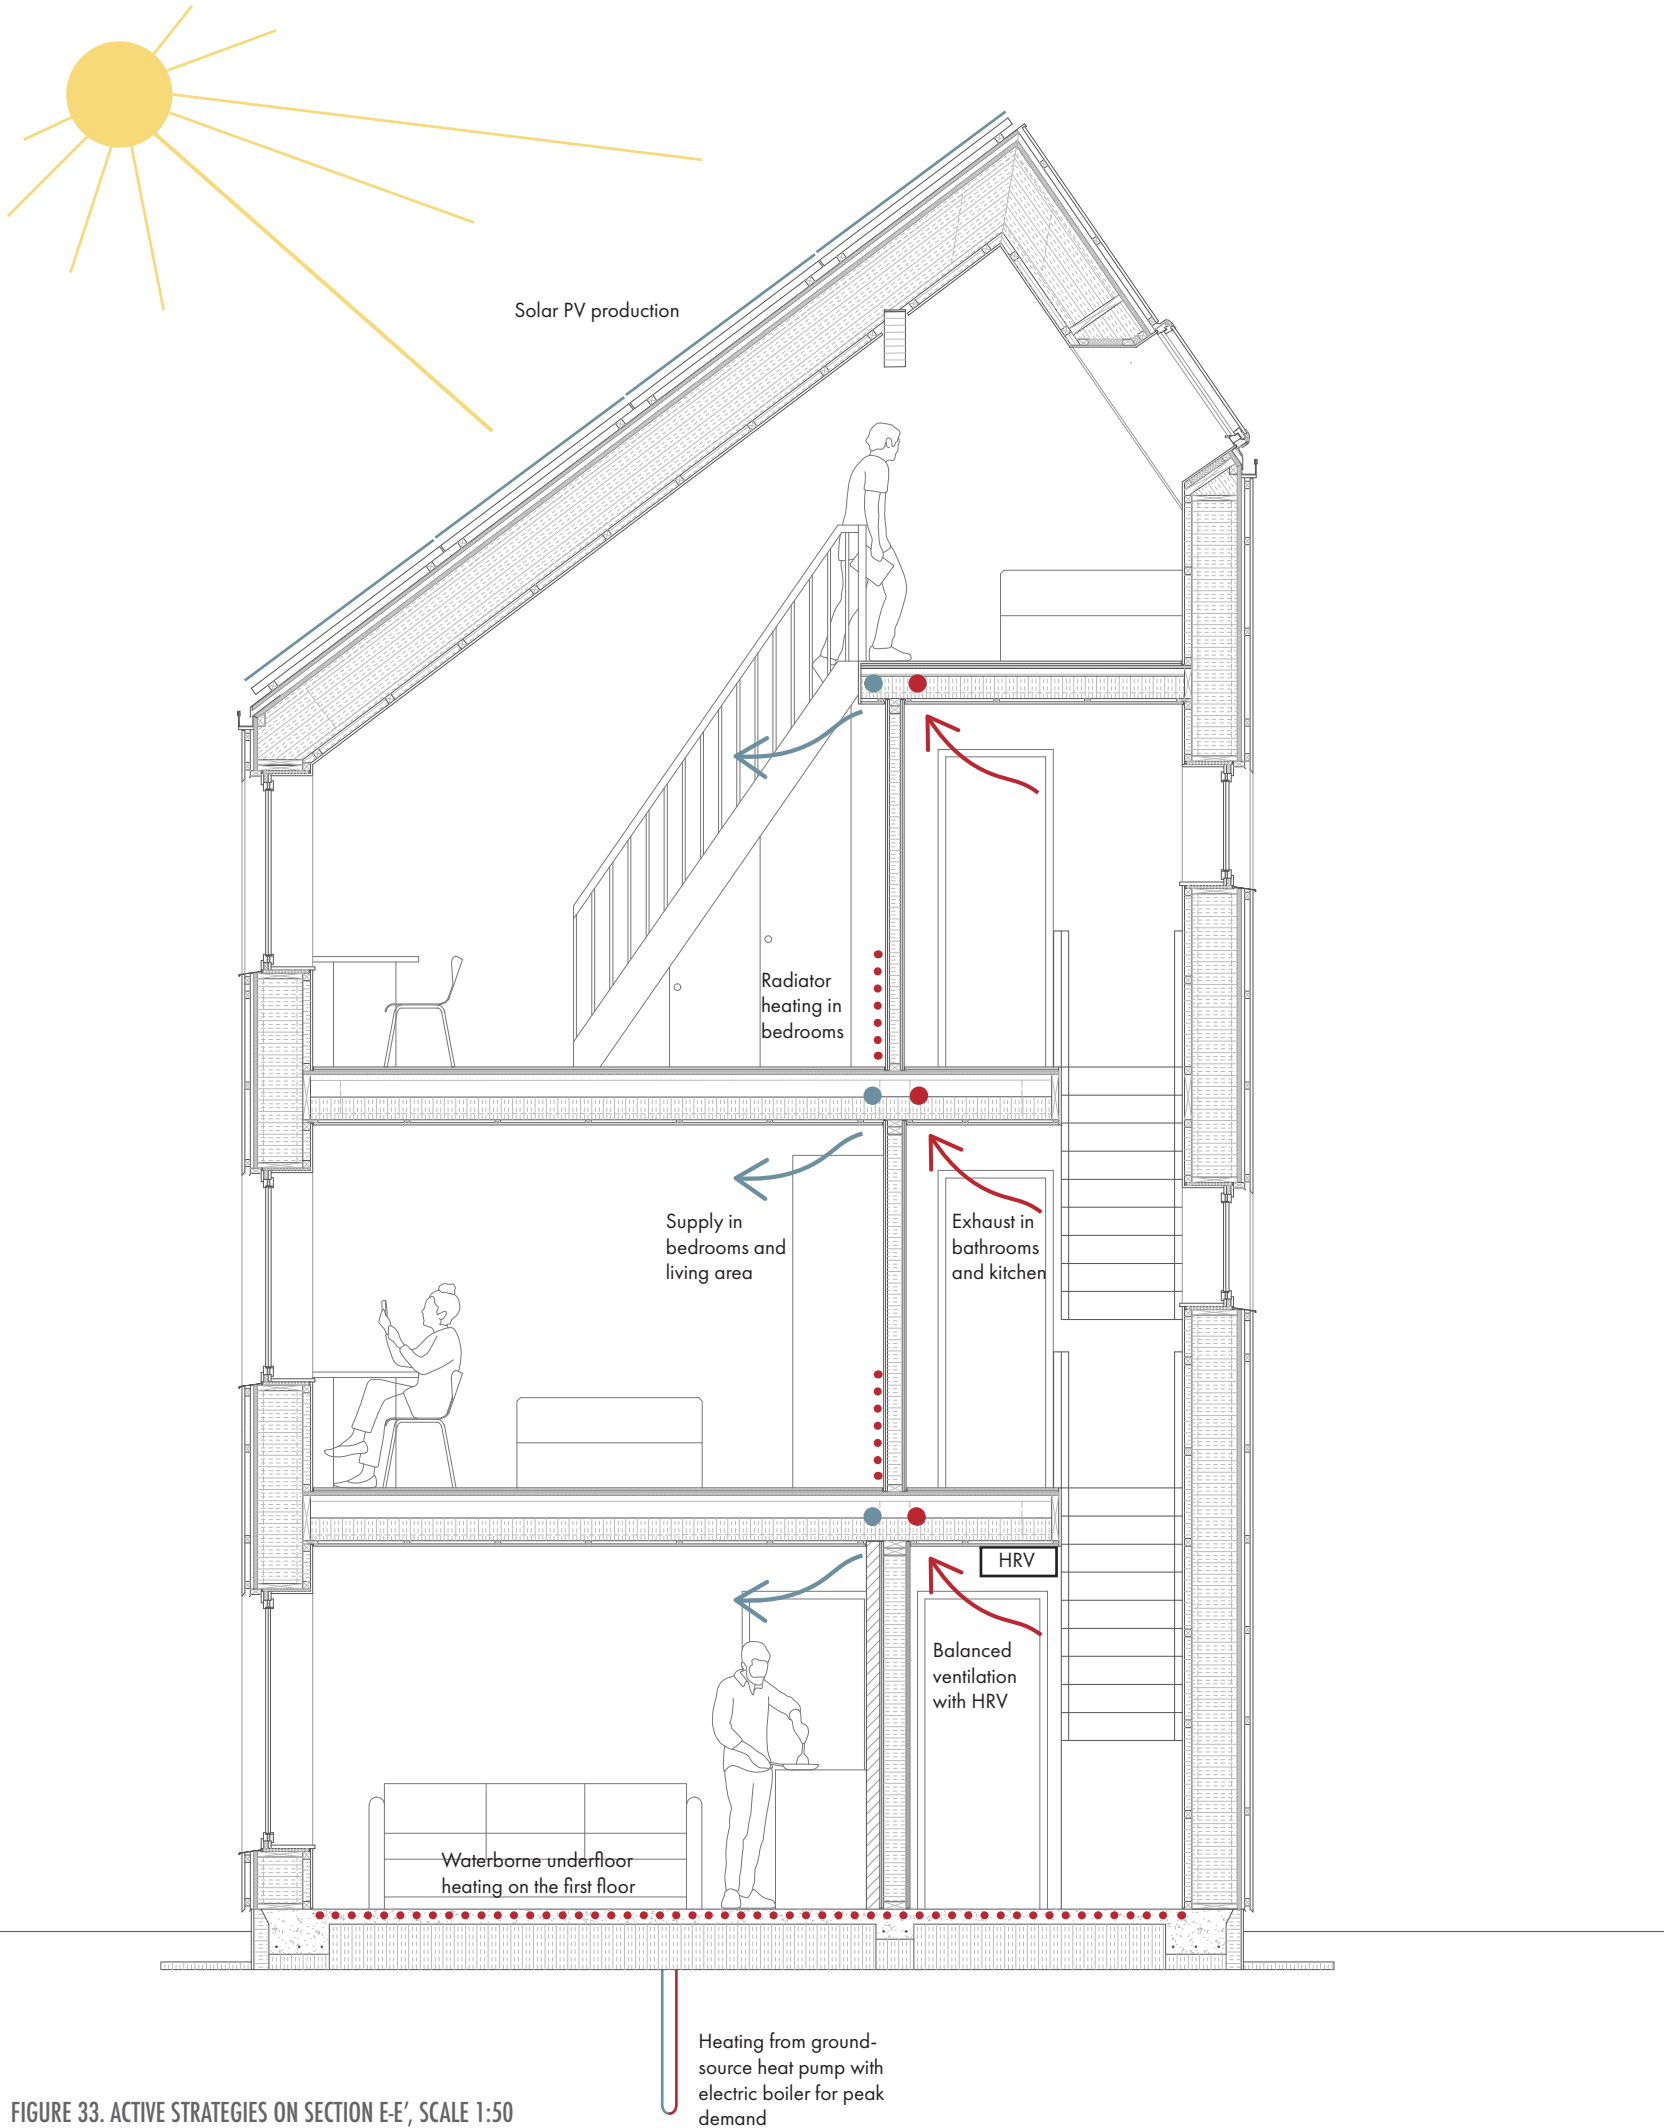 Solar PV production
Radiator
heating in
bedrooms
Supply in
bedrooms and
living area
Exhaust in
bathrooms
and kitchen
HRV
Balanced
ventilation
with HRV
Waterborne underfloor
heating on the first floor
Heating from ground-
source heat pump with
electric boiler for peak
demand
FIGURE 33. ACTIVE STRATEGIES ON SECTION E-E’, SCALE 1:50